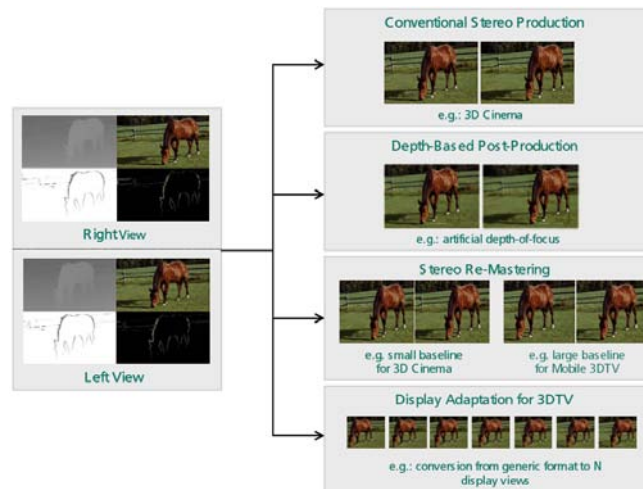 Conventional Stereo Production
e.g.: 3D Cinema
Depth-Based Post-Production
e.g.: artificial depth-of-focus
Right View
Left View
Stereo Re-Mastering
e.g. small baseline
for 3D Cinema
e.g. large baseline
for Mobile 3DTV
Display Adaptation for 3DTV
e.g.: conversion from generic format to N
display views